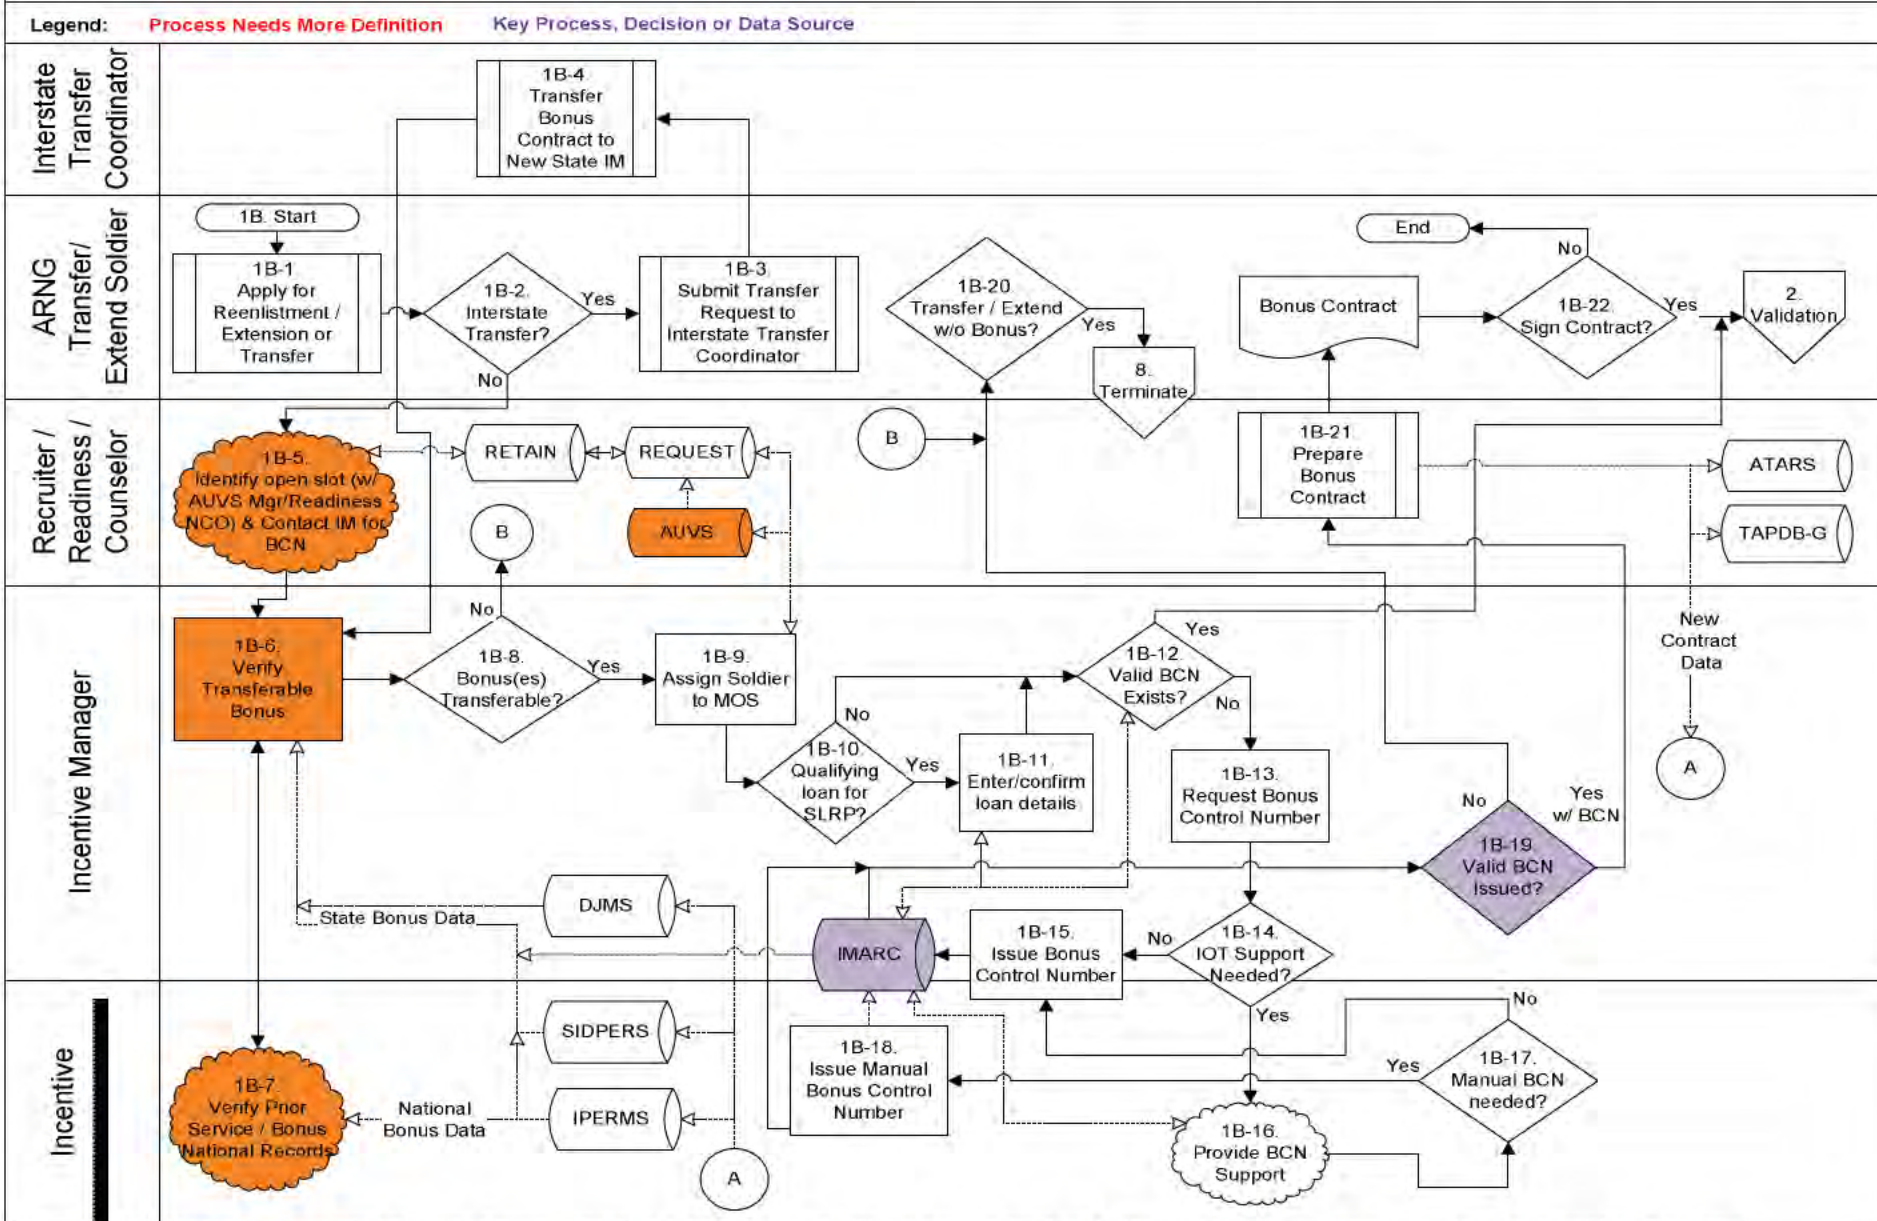 Legend: Process Needs More Definition Key Process, Decision or Data Source
Interstate
Transfer
Coordinator
1B-4
Transfer
Bonus
Contract to
New State IM
ARNG
Transfer/
Extend Soldier
1B. Start
1B-1
Apply for
Reenlistment /
Extension or
Transfer
1B-2.
Interstate
Transfer?
Yes
No
1B-3.
Submit Transfer
Request to
Interstate Transfer
Coordinator
1B-20
Transfer / Extend
w/o Bonus?
Yes
8.
Terminate
Bonus Contract
End
No
1B-22.
Sign Contract?
Yes
2.
Validation
Recruiter /
Readiness /
Counselor
1B-5.
Identify open slot (w/
AUVS Mgr/Readiness
NCO) & Contact IM for
BCN
RETAIN
REQUEST
AUVS
B
B
1B-21
Prepare
Bonus
Contract
ATARS
TAPDB-G
Incentive Manager
1B-6.
Verify
Transferable
Bonus
No
1B-8.
Bonus(es)
Transferable?
Yes
1B-9.
Assign Soldier
to MOS
No
1B-10.
Qualifying
loan for
SLRP?
Yes
1B-11.
Enter/confirm
loan details
1B-12.
Valid BCN
Exists?
Yes
No
1B-13.
Request Bonus
Control Number
New
Contract
Data
A
No
Yes
w/ BCN
1B-19.
Valid BCN
Issued?
DJMS
State Bonus Data
IMARC
1B-15.
Issue Bonus
Control Number
No
1B-14.
IOT Support
Needed?
Yes
Incentive
1B-7.
Verify Prior
Service / Bonus
National Records
National
Bonus Data
SIDPERS
IPERMS
A
1B-18.
Issue Manual
Bonus Control
Number
1B-16.
Provide BCN
Support
Yes
No
1B-17.
Manual BCN
needed?